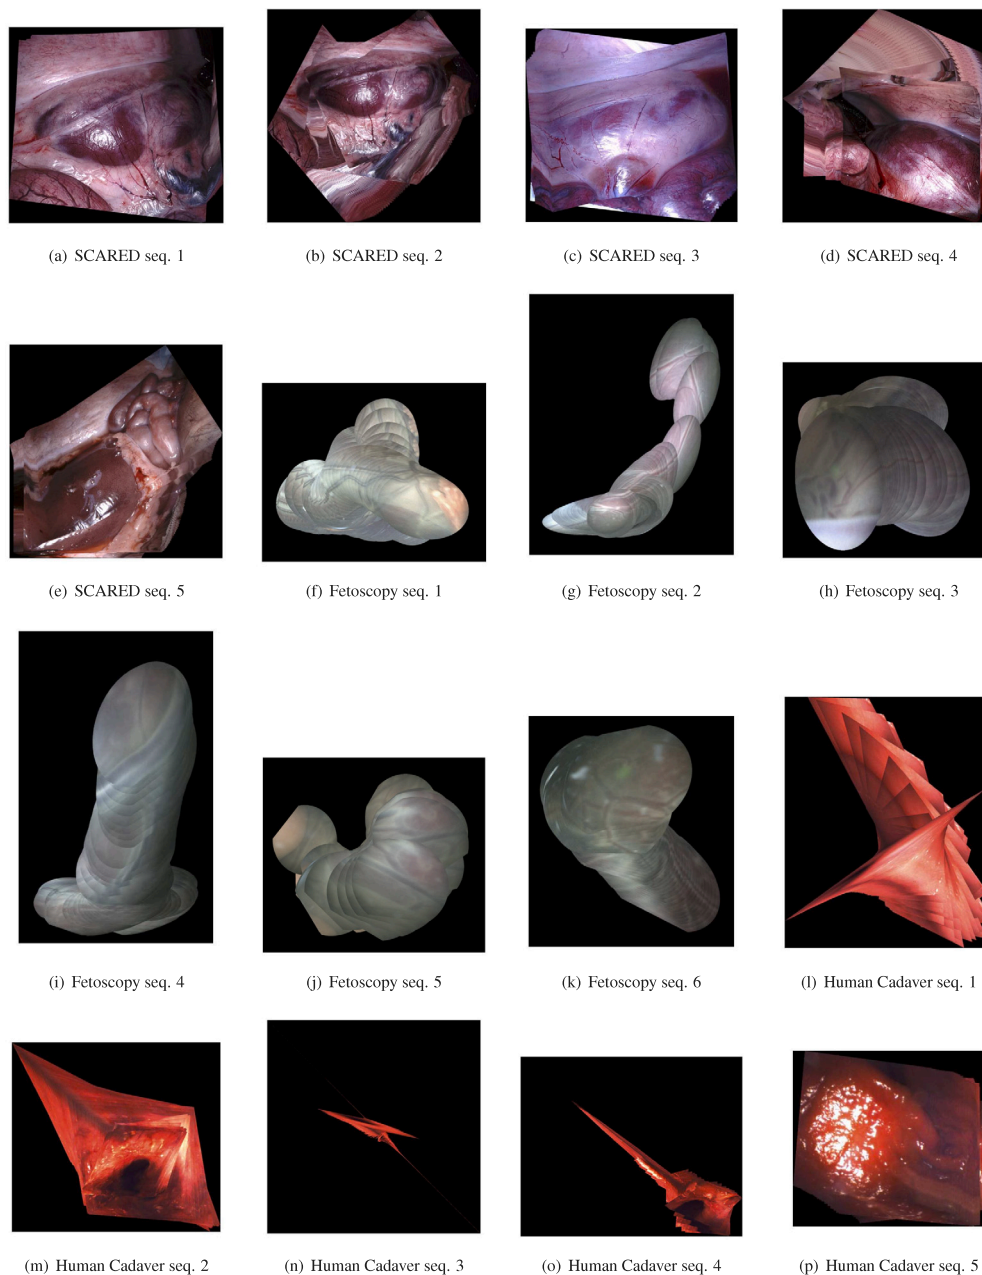 (a) SCARED seq. 1
(b) SCARED seq. 2
(c) SCARED seq. 3
(d) SCARED seq. 4
(e) SCARED seq. 5
(f) Fetoscopy seq. 1
(g) Fetoscopy seq. 2
(h) Fetoscopy seq. 3
(i) Fetoscopy seq. 4
(j) Fetoscopy seq. 5
(k) Fetoscopy seq. 6
(l) Human Cadaver seq. 1
(m) Human Cadaver seq. 2
(n) Human Cadaver seq. 3
(o) Human Cadaver seq. 4
(p) Human Cadaver seq. 5